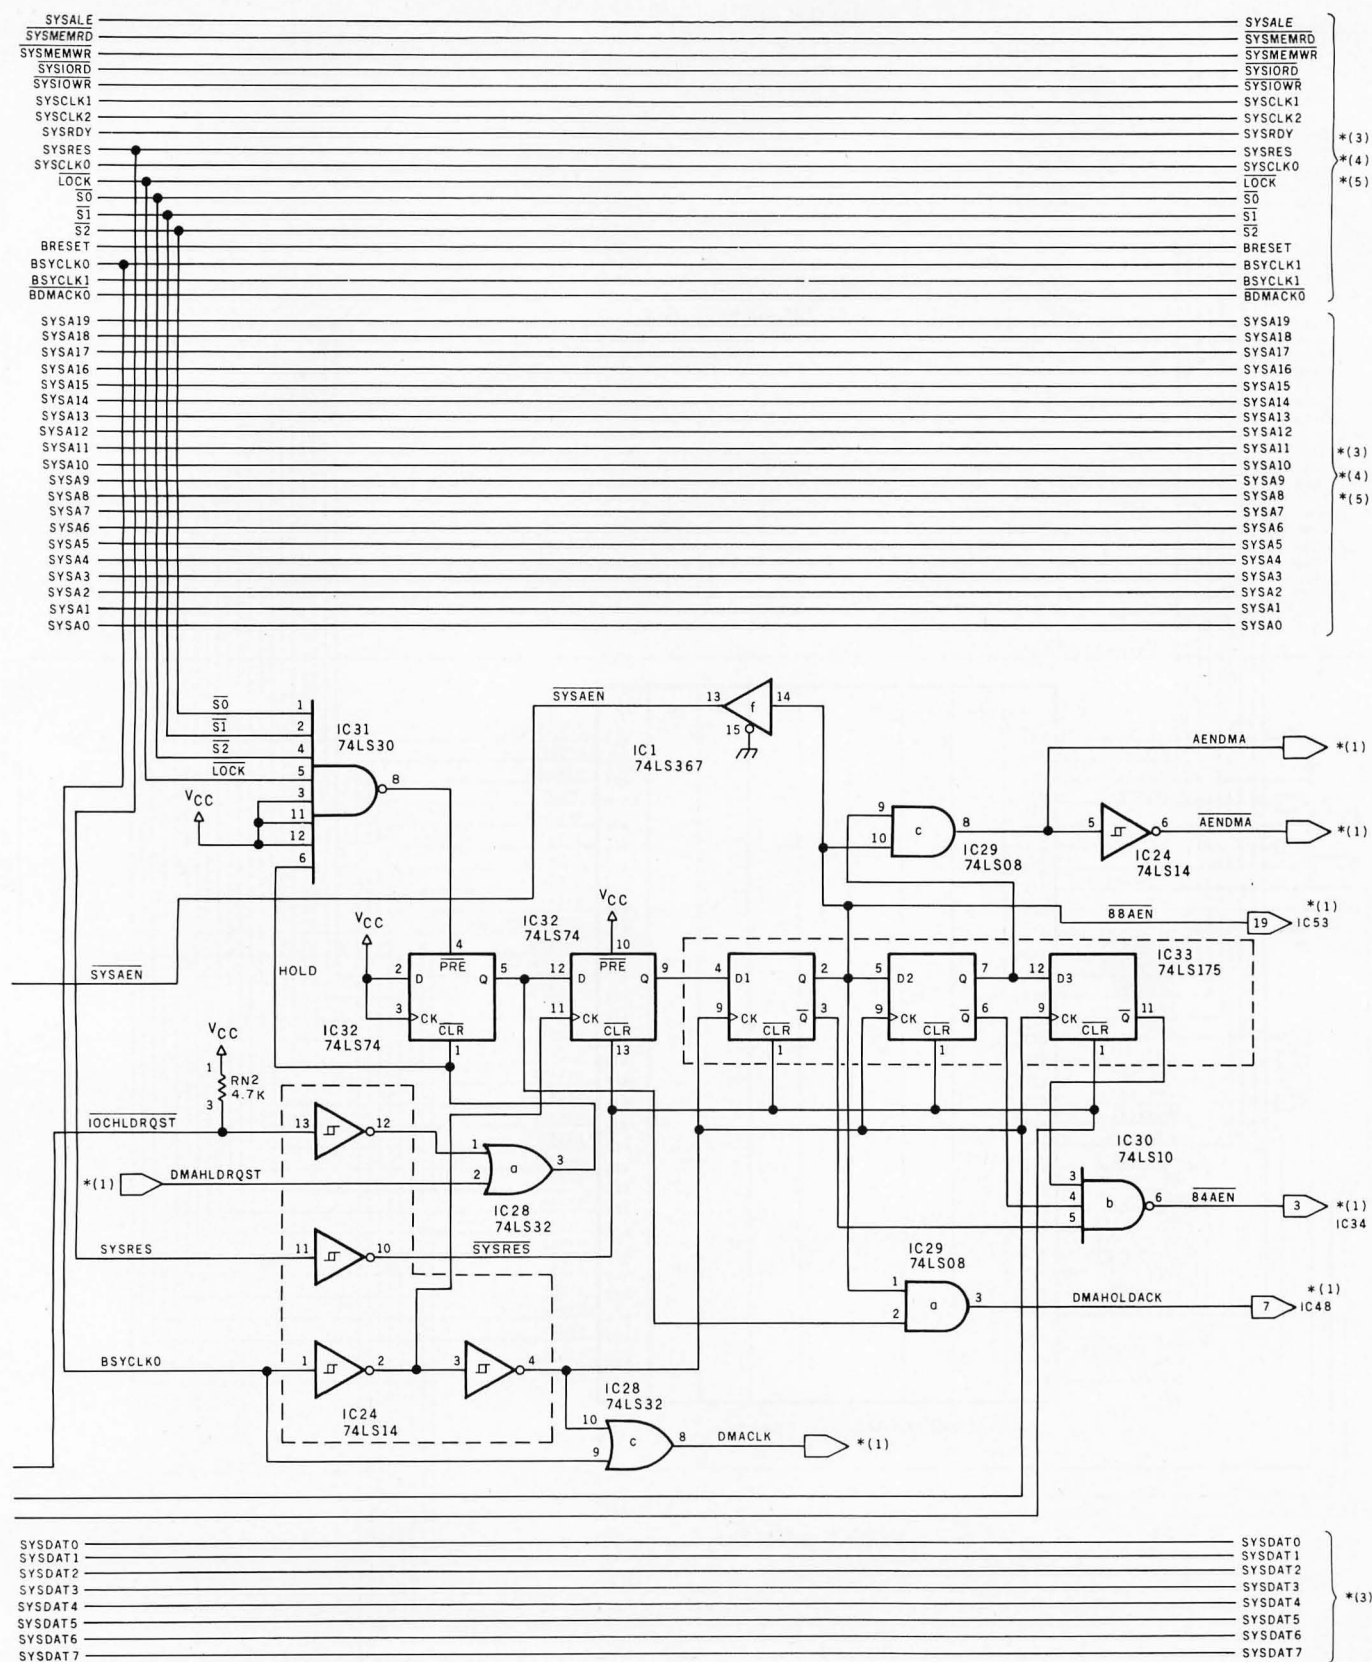 SYSALE SYSALE
SYSMEMRD SYSMEMRD
SYSMEMWR SYSMEMWR
SYSIORD SYSIORD
SYSIOWR SYSIOWR
SYSCLK1 SYSCLK1
SYSCLK2 SYSCLK2
SYSRDY SYSRDY *(3)
SYSRES SYSRES
SYSCLK0 SYSCLK0 *(4)
LOCK LOCK *(5)
S0 S0
S1 S1
S2 S2
BRESET BRESET
BSYCLK0 BSYCLK1
BSYCLK1 BSYCLK1
BDMACK0 BDMACK0
SYSA19 SYSA19
SYSA18 SYSA18
SYSA17 SYSA17
SYSA16 SYSA16
SYSA15 SYSA15
SYSA14 SYSA14
SYSA13 SYSA13
SYSA12 SYSA12
SYSA11 SYSA11 *(3)
SYSA10 SYSA10
SYSA9 SYSA9 *(4)
SYSA8 SYSA8 *(5)
SYSA7 SYSA7
SYSA6 SYSA6
SYSA5 SYSA5
SYSA4 SYSA4
SYSA3 SYSA3
SYSA2 SYSA2
SYSA1 SYSA1
SYSA0 SYSA0
SYSAEN 13 f 14
15
IC1
74LS367
S0 1
S1 2
S2 4
LOCK 5
3
11
12
6
8
IC31
74LS30
VCC
AENDMA *(1)
9
10
c 8
IC29
74LS08
5 6 AENDMA *(1)
IC24
74LS14
88AEN 19 *(1)
IC53
SYSAEN
HOLD
VCC
4
2 D PRE Q 5
3 CK
CLR
1
IC32
74LS74
IC32
74LS74
VCC
10
12 D PRE Q 9
11 CK
CLR
13
IC33
74LS175
4 D1 Q 2 5 D2 Q 7 12 D3
9 CK Q 3 9 CK Q 6 9 CK Q 11
CLR CLR CLR
1 1 1
VCC
1
RN2
4.7K
3
IOCHLDRQST 13 12
*(1) DMAHLDRQST
1
2
a 3
IC28
74LS32
SYSRES 11 10 SYSRES
IC30
74LS10
3
4
5
b 6 84AEN 3 *(1)
IC34
IC29
74LS08
1
2
a 3 DMAHOLDACK 7 *(1)
IC48
BSYCLK0 1 2 3 4
IC24
74LS14
IC28
74LS32
10
9
c 8 DMACLK *(1)
SYSDAT0 SYSDAT0
SYSDAT1 SYSDAT1
SYSDAT2 SYSDAT2
SYSDAT3 SYSDAT3
SYSDAT4 SYSDAT4 *(3)
SYSDAT5 SYSDAT5
SYSDAT6 SYSDAT6
SYSDAT7 SYSDAT7